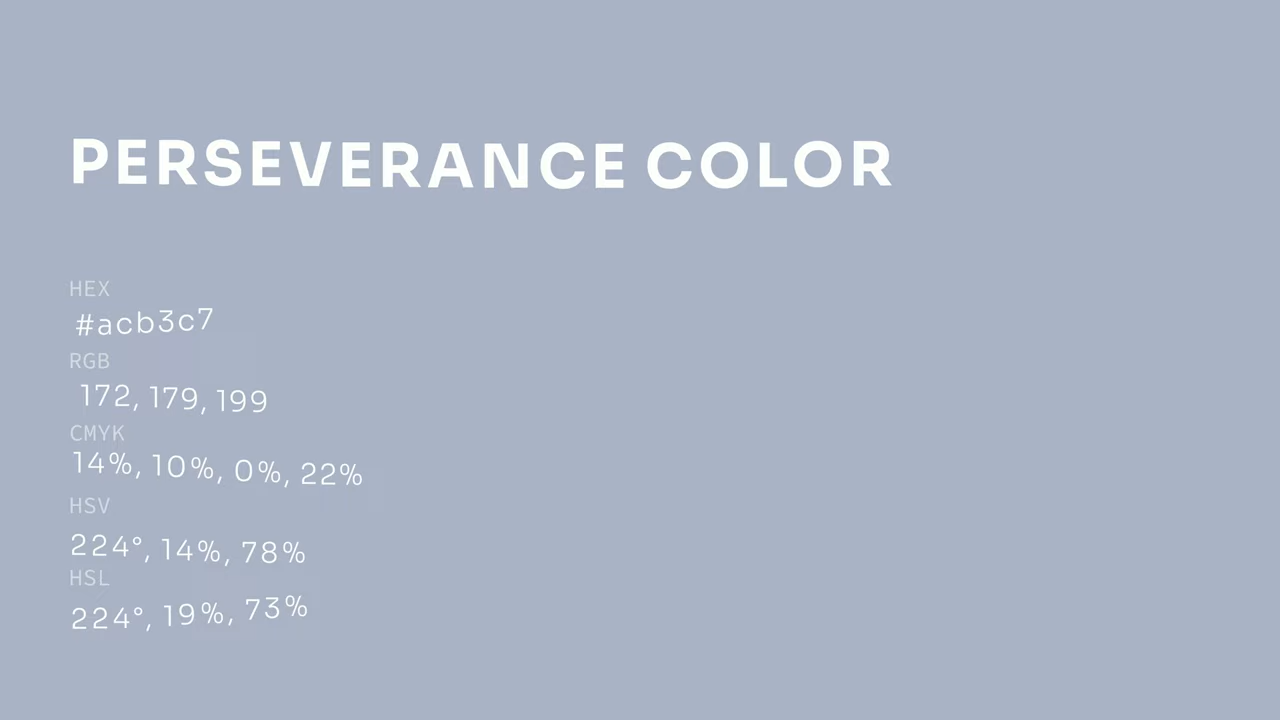 PERSEVERANCE COLOR
HEX
#acb3c7
RGB
172, 179, 199
CMYK
14%, 10%, 0%, 22%
HSV
224°, 14%, 78%
HSL
224°, 19%, 73%